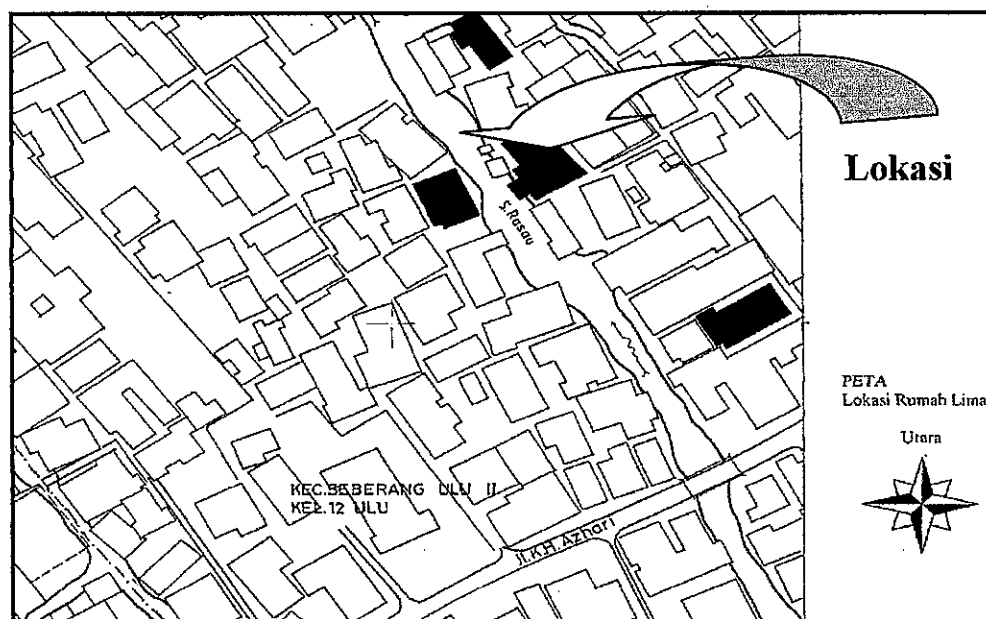 Lokasi
S.Rasau
PETA
Lokasi Rumah Lima
Utara
KEC.SEBERANG ULU II.
KEL.12 ULU
Jl.K.H. Azhari